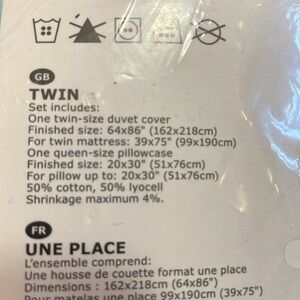 GB
TWIN
Set includes:
One twin-size duvet cover
Finished size: 64x86" (162x218cm)
For twin mattress: 39x75" (99x190cm)
One queen-size pillowcase
Finished size: 20x30" (51x76cm)
For pillow up to: 20x30" (51x76cm)
50% cotton, 50% lyocell
Shrinkage maximum 4%.
FR
UNE PLACE
L'ensemble comprend:
Une housse de couette format une place
Dimensions : 162x218cm (64x86")
Pour matelas une place 99x190cm (39x75")